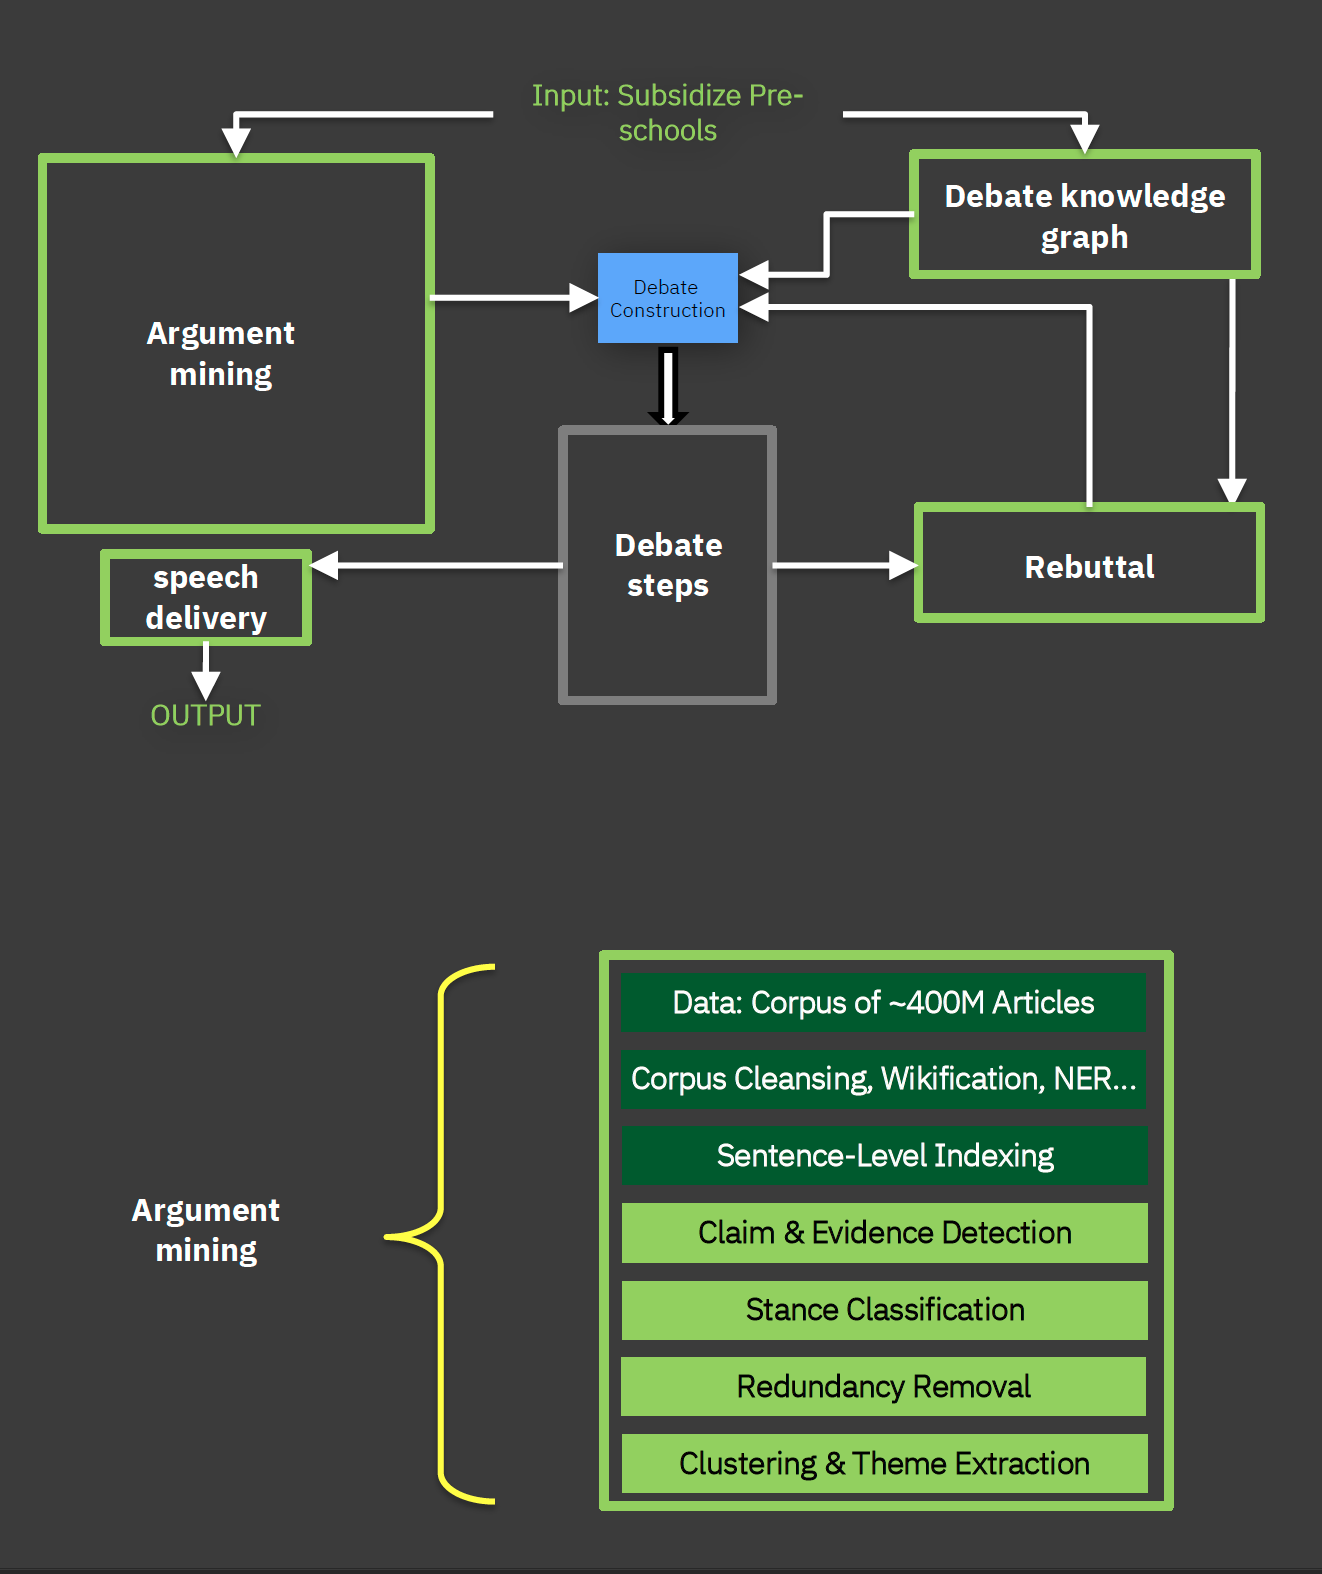 Input: Subsidize Pre-
schools
Debate knowledge
graph
Debate
Construction
Argument
mining
Debate
steps
Rebuttal
speech
delivery
OUTPUT
Data: Corpus of ~400M Articles
Corpus Cleansing, Wikification, NER...
Sentence-Level Indexing
Argument
mining
Claim & Evidence Detection
Stance Classification
Redundancy Removal
Clustering & Theme Extraction